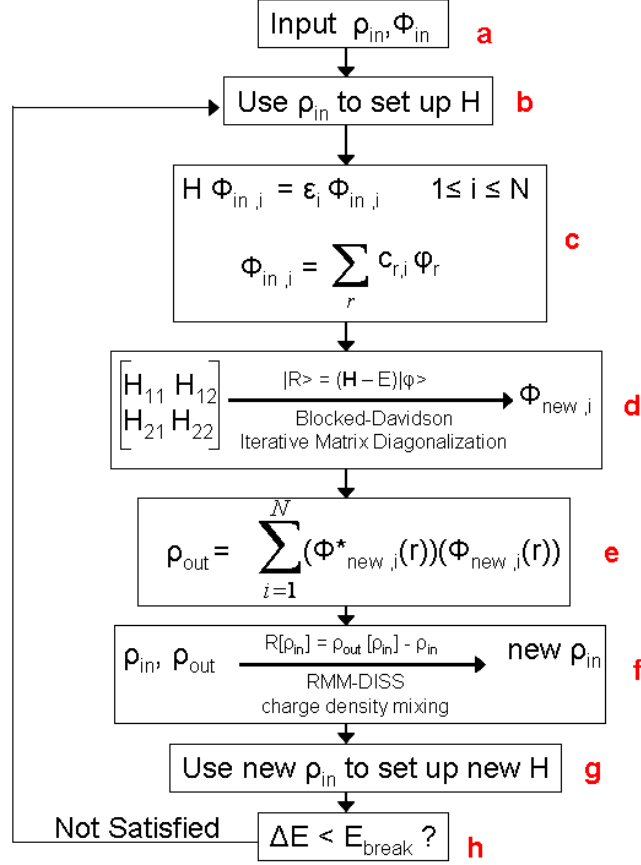 Input ρin,Φin
a
Use ρin to set up H
b
H Φin ,i = εi Φin ,i 1≤ i ≤ N
Φin ,i = ∑r cr,i φr
c
[H11 H12
H21 H22]
|R> = (H – E)|φ>
Blocked-Davidson
Iterative Matrix Diagonalization
Φnew ,i
d
ρout = ∑i=1N (Φ*new ,i(r))(Φnew ,i(r))
e
ρin, ρout
R[ρin] = ρout [ρin] - ρin
RMM-DISS
charge density mixing
new ρin
f
Use new ρin to set up new H
g
Not Satisfied
ΔE < Ebreak ?
h